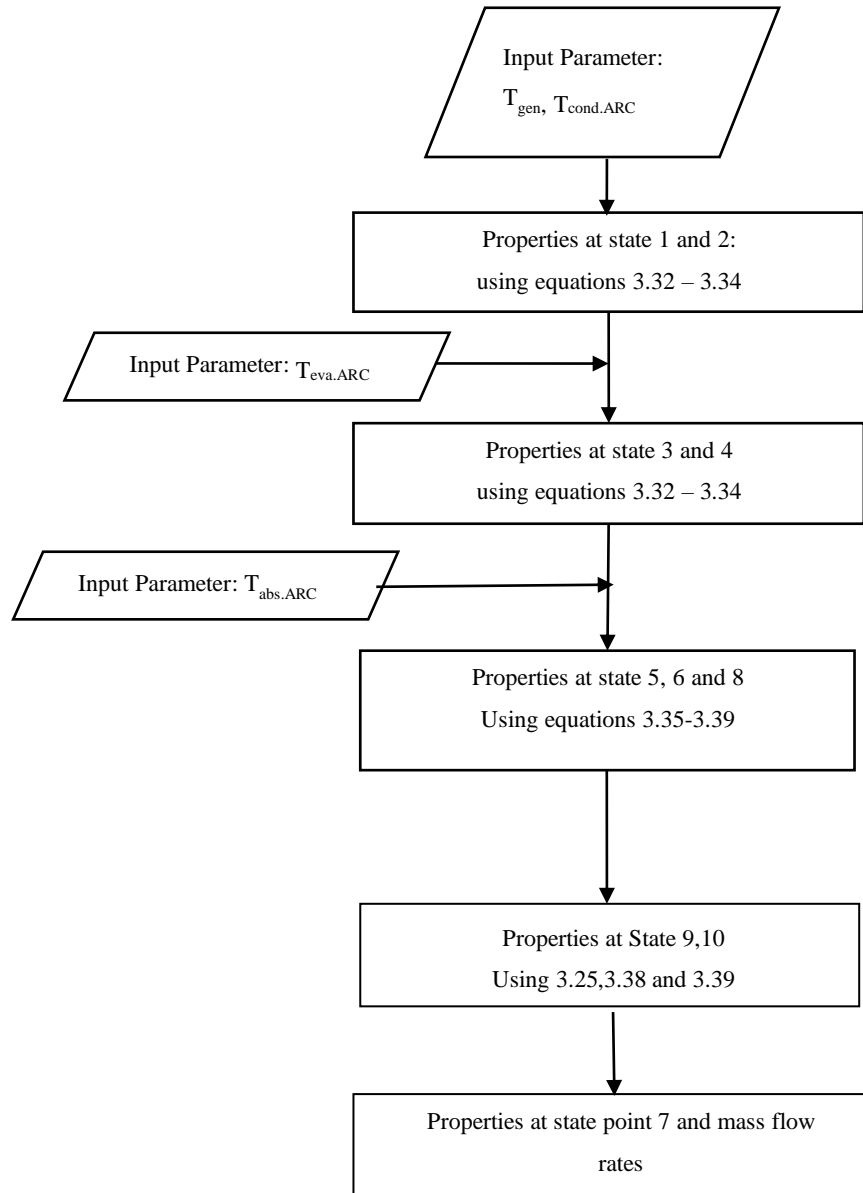 Input Parameter:
Tgen, Tcond.ARC
Properties at state 1 and 2:
using equations 3.32 – 3.34
Input Parameter: Teva.ARC
Properties at state 3 and 4
using equations 3.32 – 3.34
Input Parameter: Tabs.ARC
Properties at state 5, 6 and 8
Using equations 3.35-3.39
Properties at State 9,10
Using 3.25,3.38 and 3.39
Properties at state point 7 and mass flow
rates